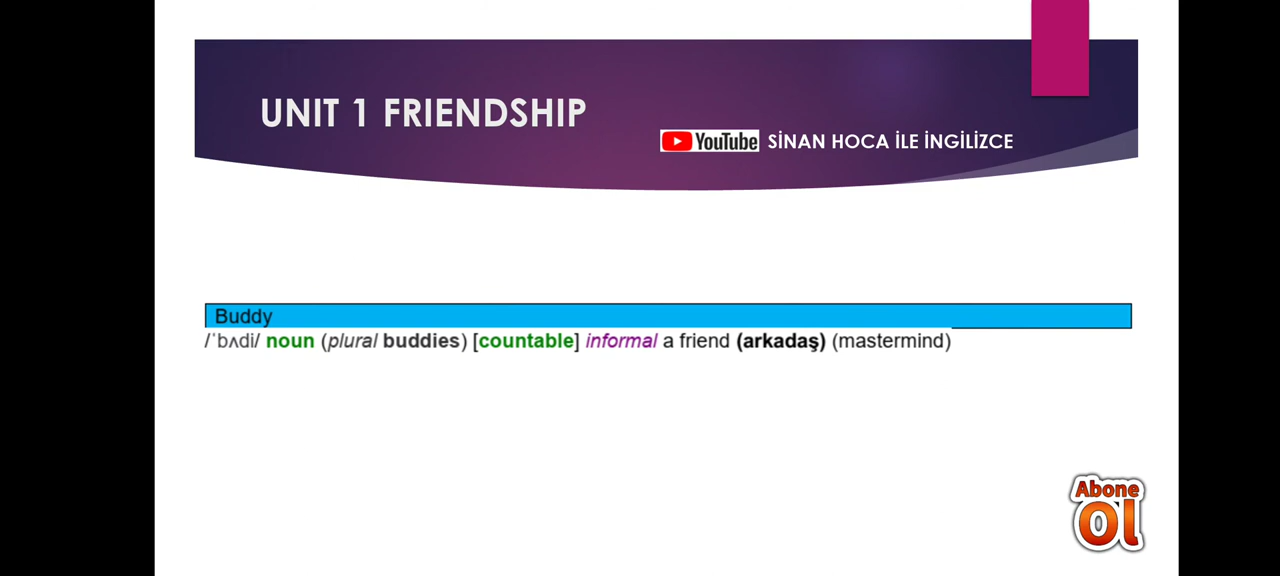 UNIT 1 FRIENDSHIP
YouTube SİNAN HOCA İLE İNGİLİZCE
Buddy
/ˈbʌdi/ noun (plural buddies) [countable] informal a friend (arkadaş) (mastermind)
Abone
Ol